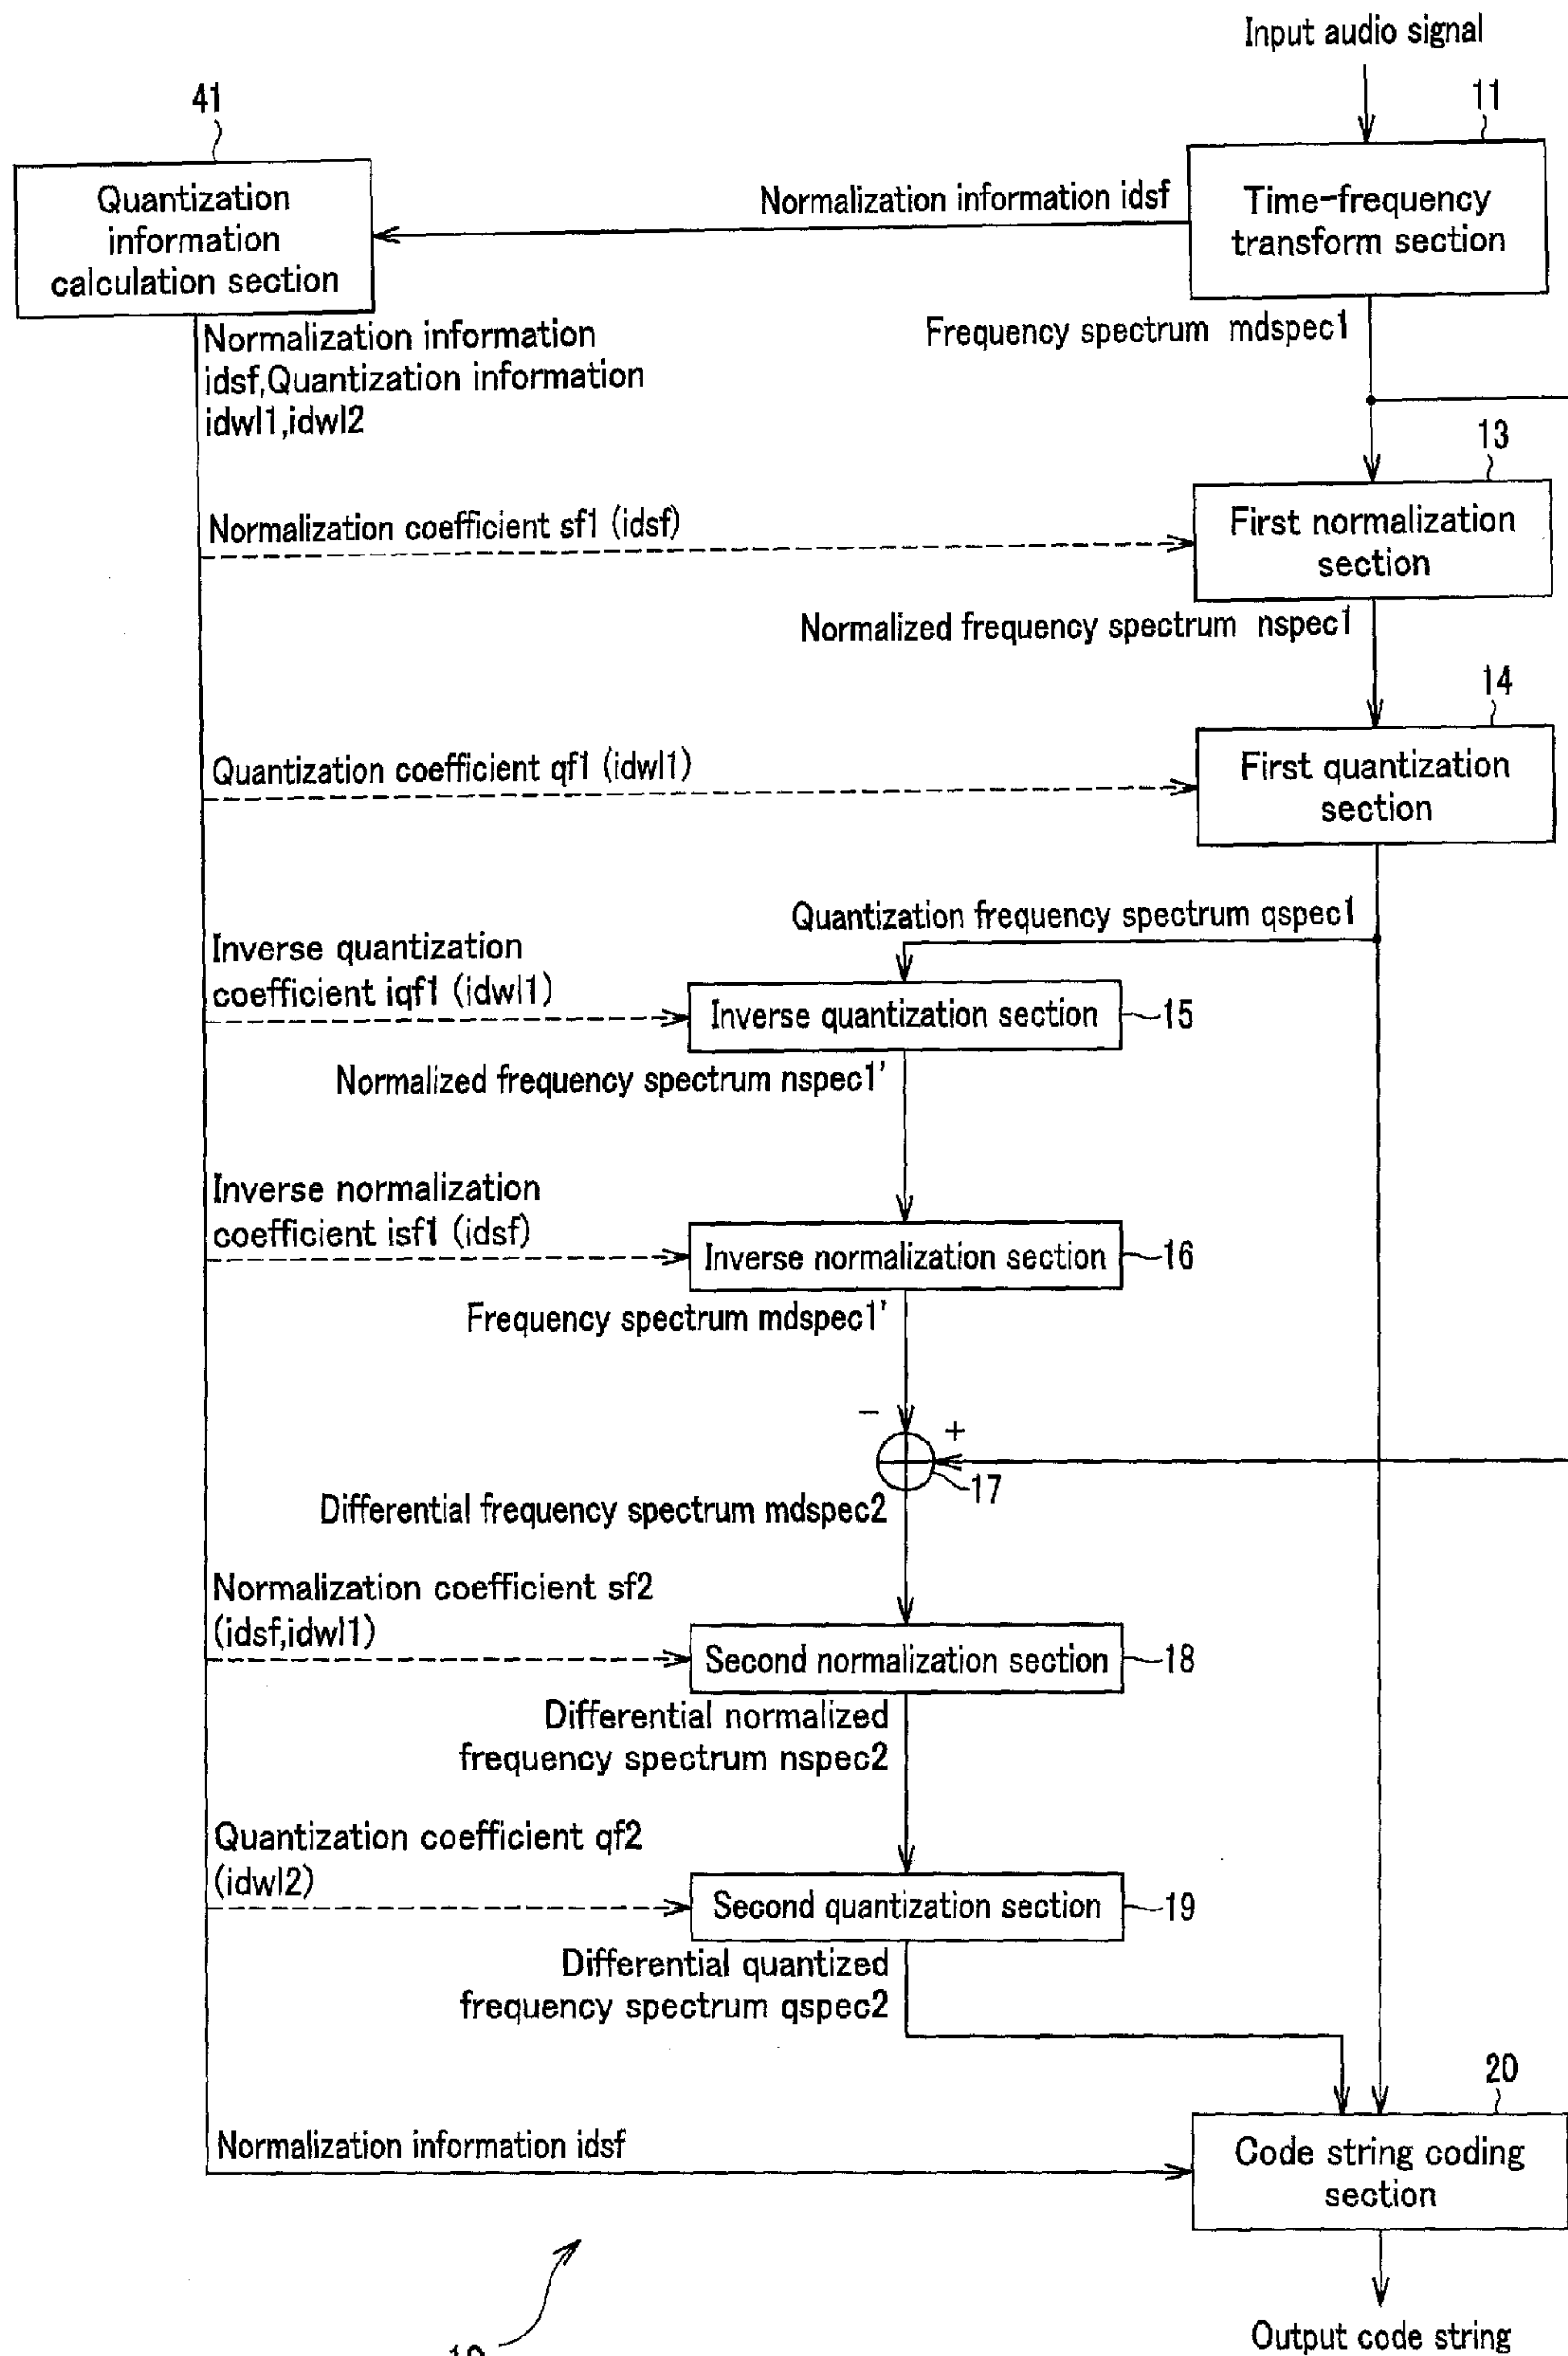 Input audio signal
41
11
Quantization
information
calculation section
Normalization information idsf
Time-frequency
transform section
Normalization information
idsf,Quantization information
idwl1,idwl2
Frequency spectrum mdspec1
13
Normalization coefficient sf1 (idsf)
First normalization
section
Normalized frequency spectrum nspec1
14
Quantization coefficient qf1 (idwl1)
First quantization
section
Quantization frequency spectrum qspec1
Inverse quantization
coefficient iqf1 (idwl1)
Inverse quantization section
15
Normalized frequency spectrum nspec1'
Inverse normalization
coefficient isf1 (idsf)
Inverse normalization section
16
Frequency spectrum mdspec1'
− +
17
Differential frequency spectrum mdspec2
Normalization coefficient sf2
(idsf,idwl1)
Second normalization section
18
Differential normalized
frequency spectrum nspec2
Quantization coefficient qf2
(idwl2)
Second quantization section
19
Differential quantized
frequency spectrum qspec2
20
Normalization information idsf
Code string coding
section
Output code string